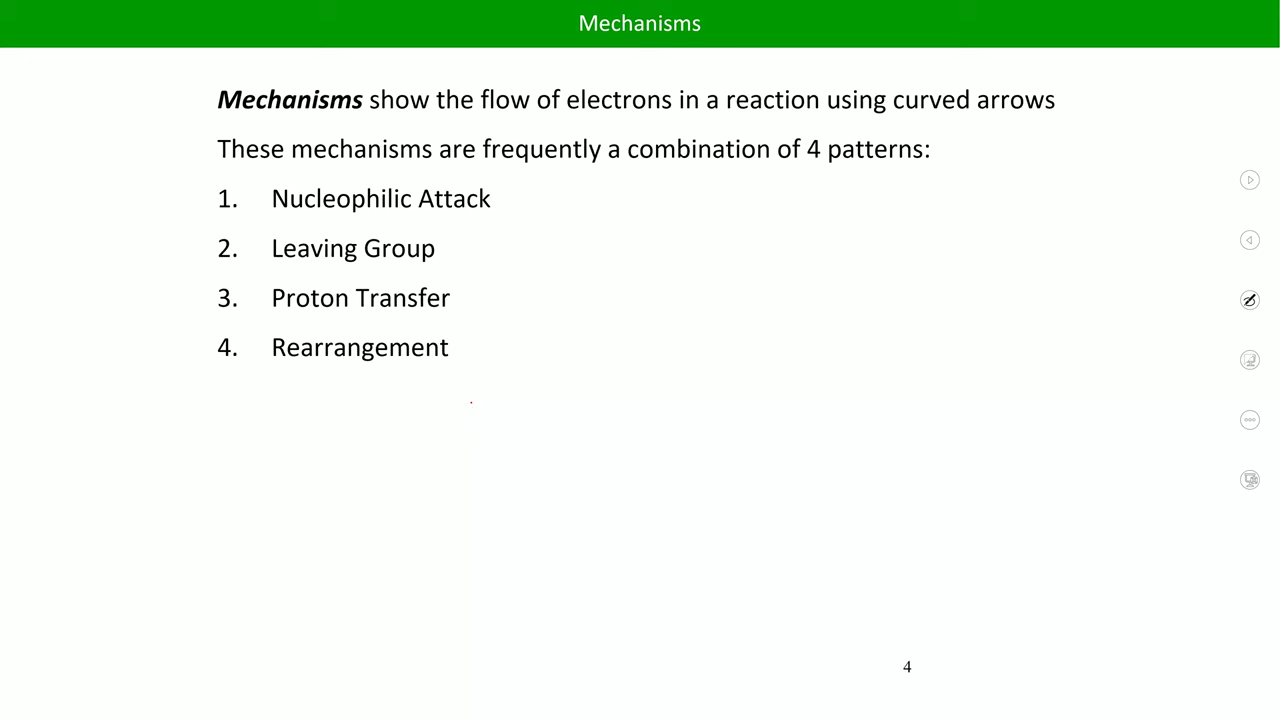 Mechanisms
Mechanisms show the flow of electrons in a reaction using curved arrows
These mechanisms are frequently a combination of 4 patterns:
1. Nucleophilic Attack
2. Leaving Group
3. Proton Transfer
4. Rearrangement
4